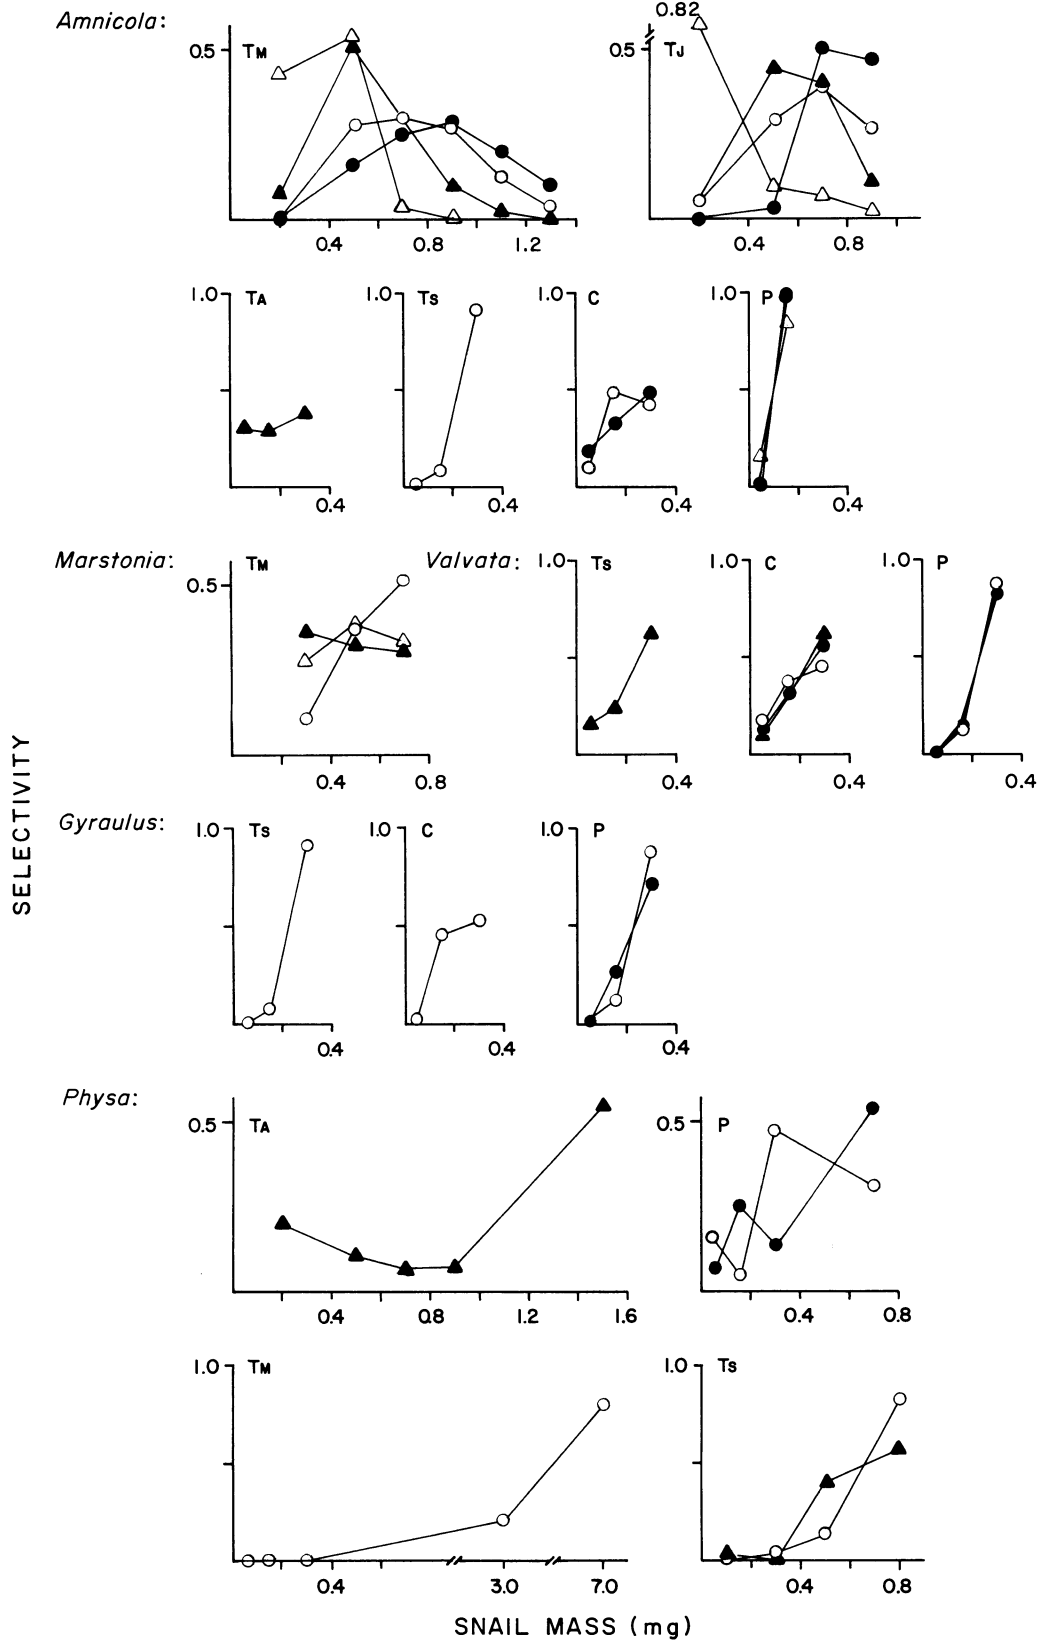 0.82
Amnicola:
0.5 TM
0.5 TJ
0.4 0.8 1.2
0.4 0.8
1.0 TA
1.0 Ts
1.0 C
1.0 P
0.4 0.4 0.4 0.4
Marstonia:
0.5 TM
Valvata:
1.0 Ts
1.0 C
1.0 P
0.4 0.8 0.4 0.4 0.4
SELECTIVITY
Gyraulus:
1.0 Ts
1.0 C
1.0 P
0.4 0.4 0.4
Physa:
0.5 TA
0.5 P
0.4 0.8 1.2 1.6
0.4 0.8
1.0 TM
1.0 Ts
0.4 3.0 7.0
0.4 0.8
SNAIL MASS (mg)